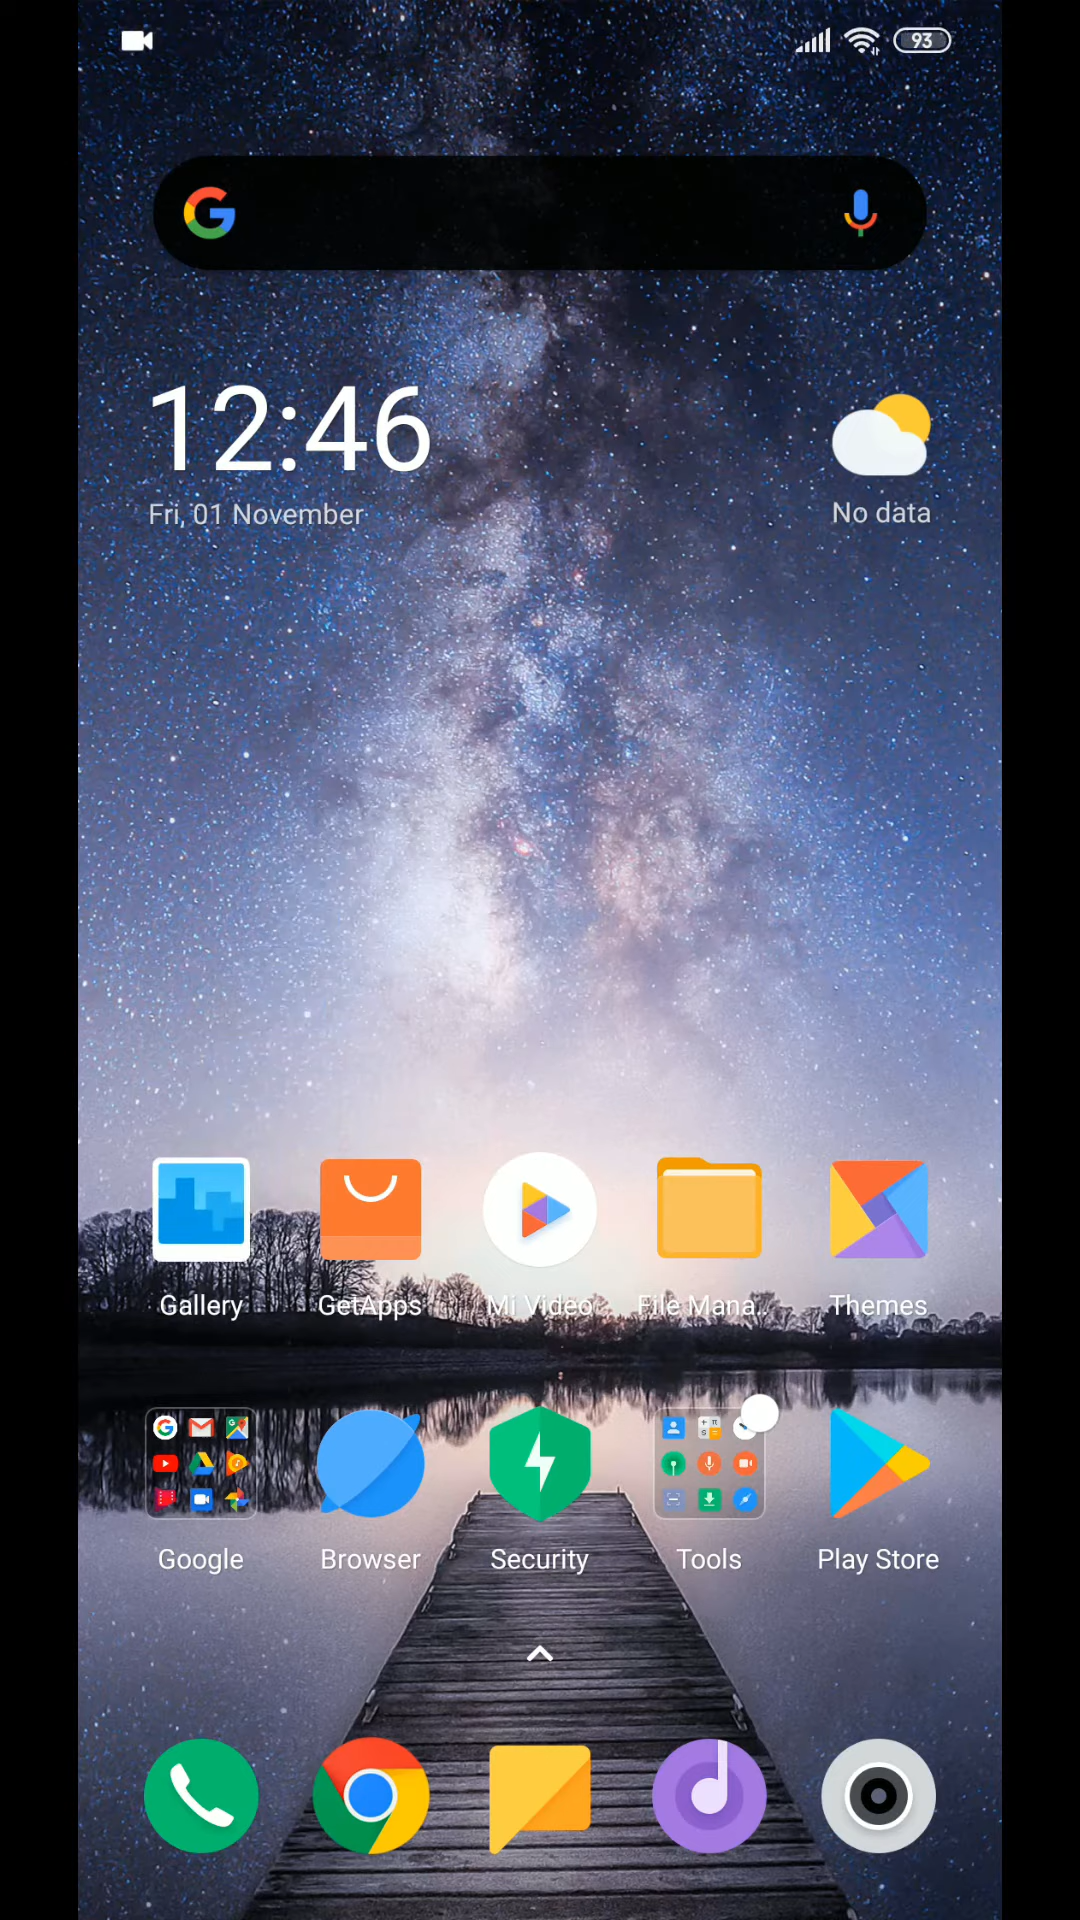 93
12:46
Fri, 01 November
No data
Gallery
GetApps
Mi Video
File Mana..
Themes
Google
Browser
Security
Tools
Play Store